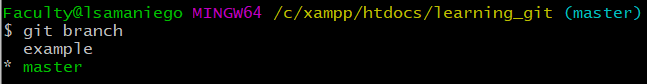 Faculty@lsamaniego MINGW64 /c/xampp/htdocs/learning_git (master)
$ git branch
  example
* master